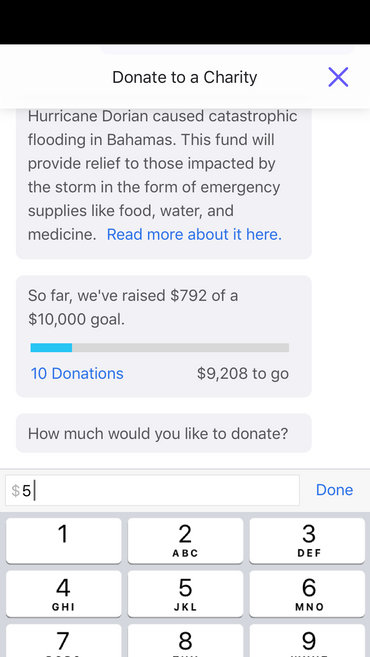 Donate to a Charity
Hurricane Dorian caused catastrophic
flooding in Bahamas. This fund will
provide relief to those impacted by
the storm in the form of emergency
supplies like food, water, and
medicine. Read more about it here.
So far, we've raised $792 of a
$10,000 goal.
10 Donations $9,208 to go
How much would you like to donate?
$5 Done
1 2 3
ABC DEF
4 5 6
GHI JKL MNO
7 8 9